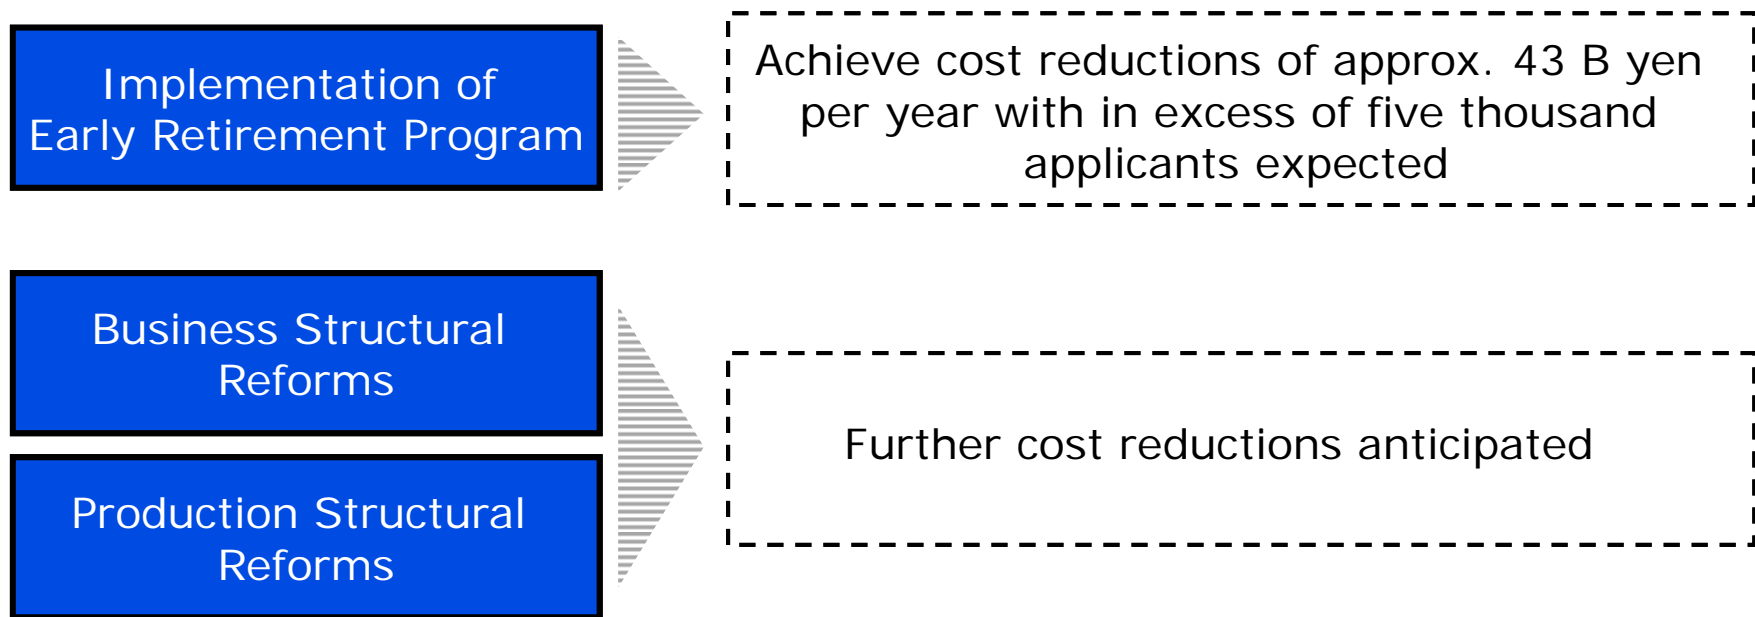 Implementation of
Early Retirement Program
Achieve cost reductions of approx. 43 B yen
per year with in excess of five thousand
applicants expected
Business Structural
Reforms
Production Structural
Reforms
Further cost reductions anticipated